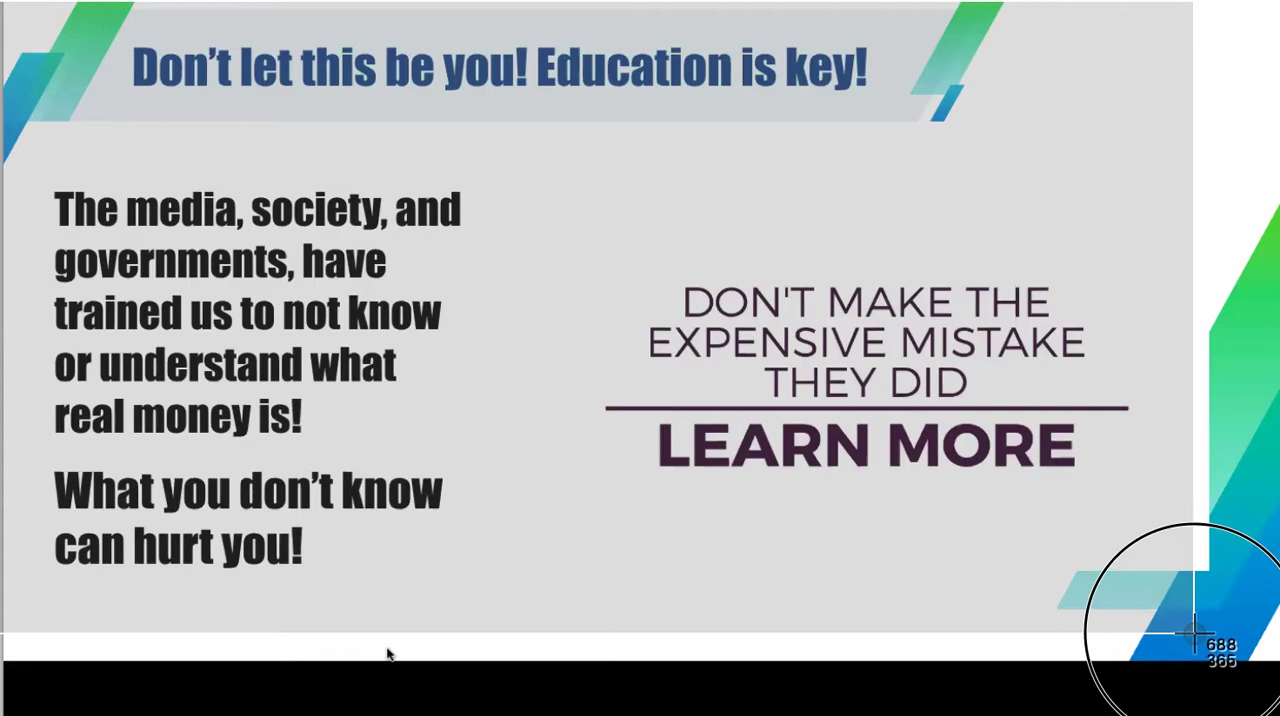 Don't let this be you! Education is key!
The media, society, and
governments, have
trained us to not know
or understand what
real money is!
What you don't know
can hurt you!
DON'T MAKE THE
EXPENSIVE MISTAKE
THEY DID
LEARN MORE
688
365